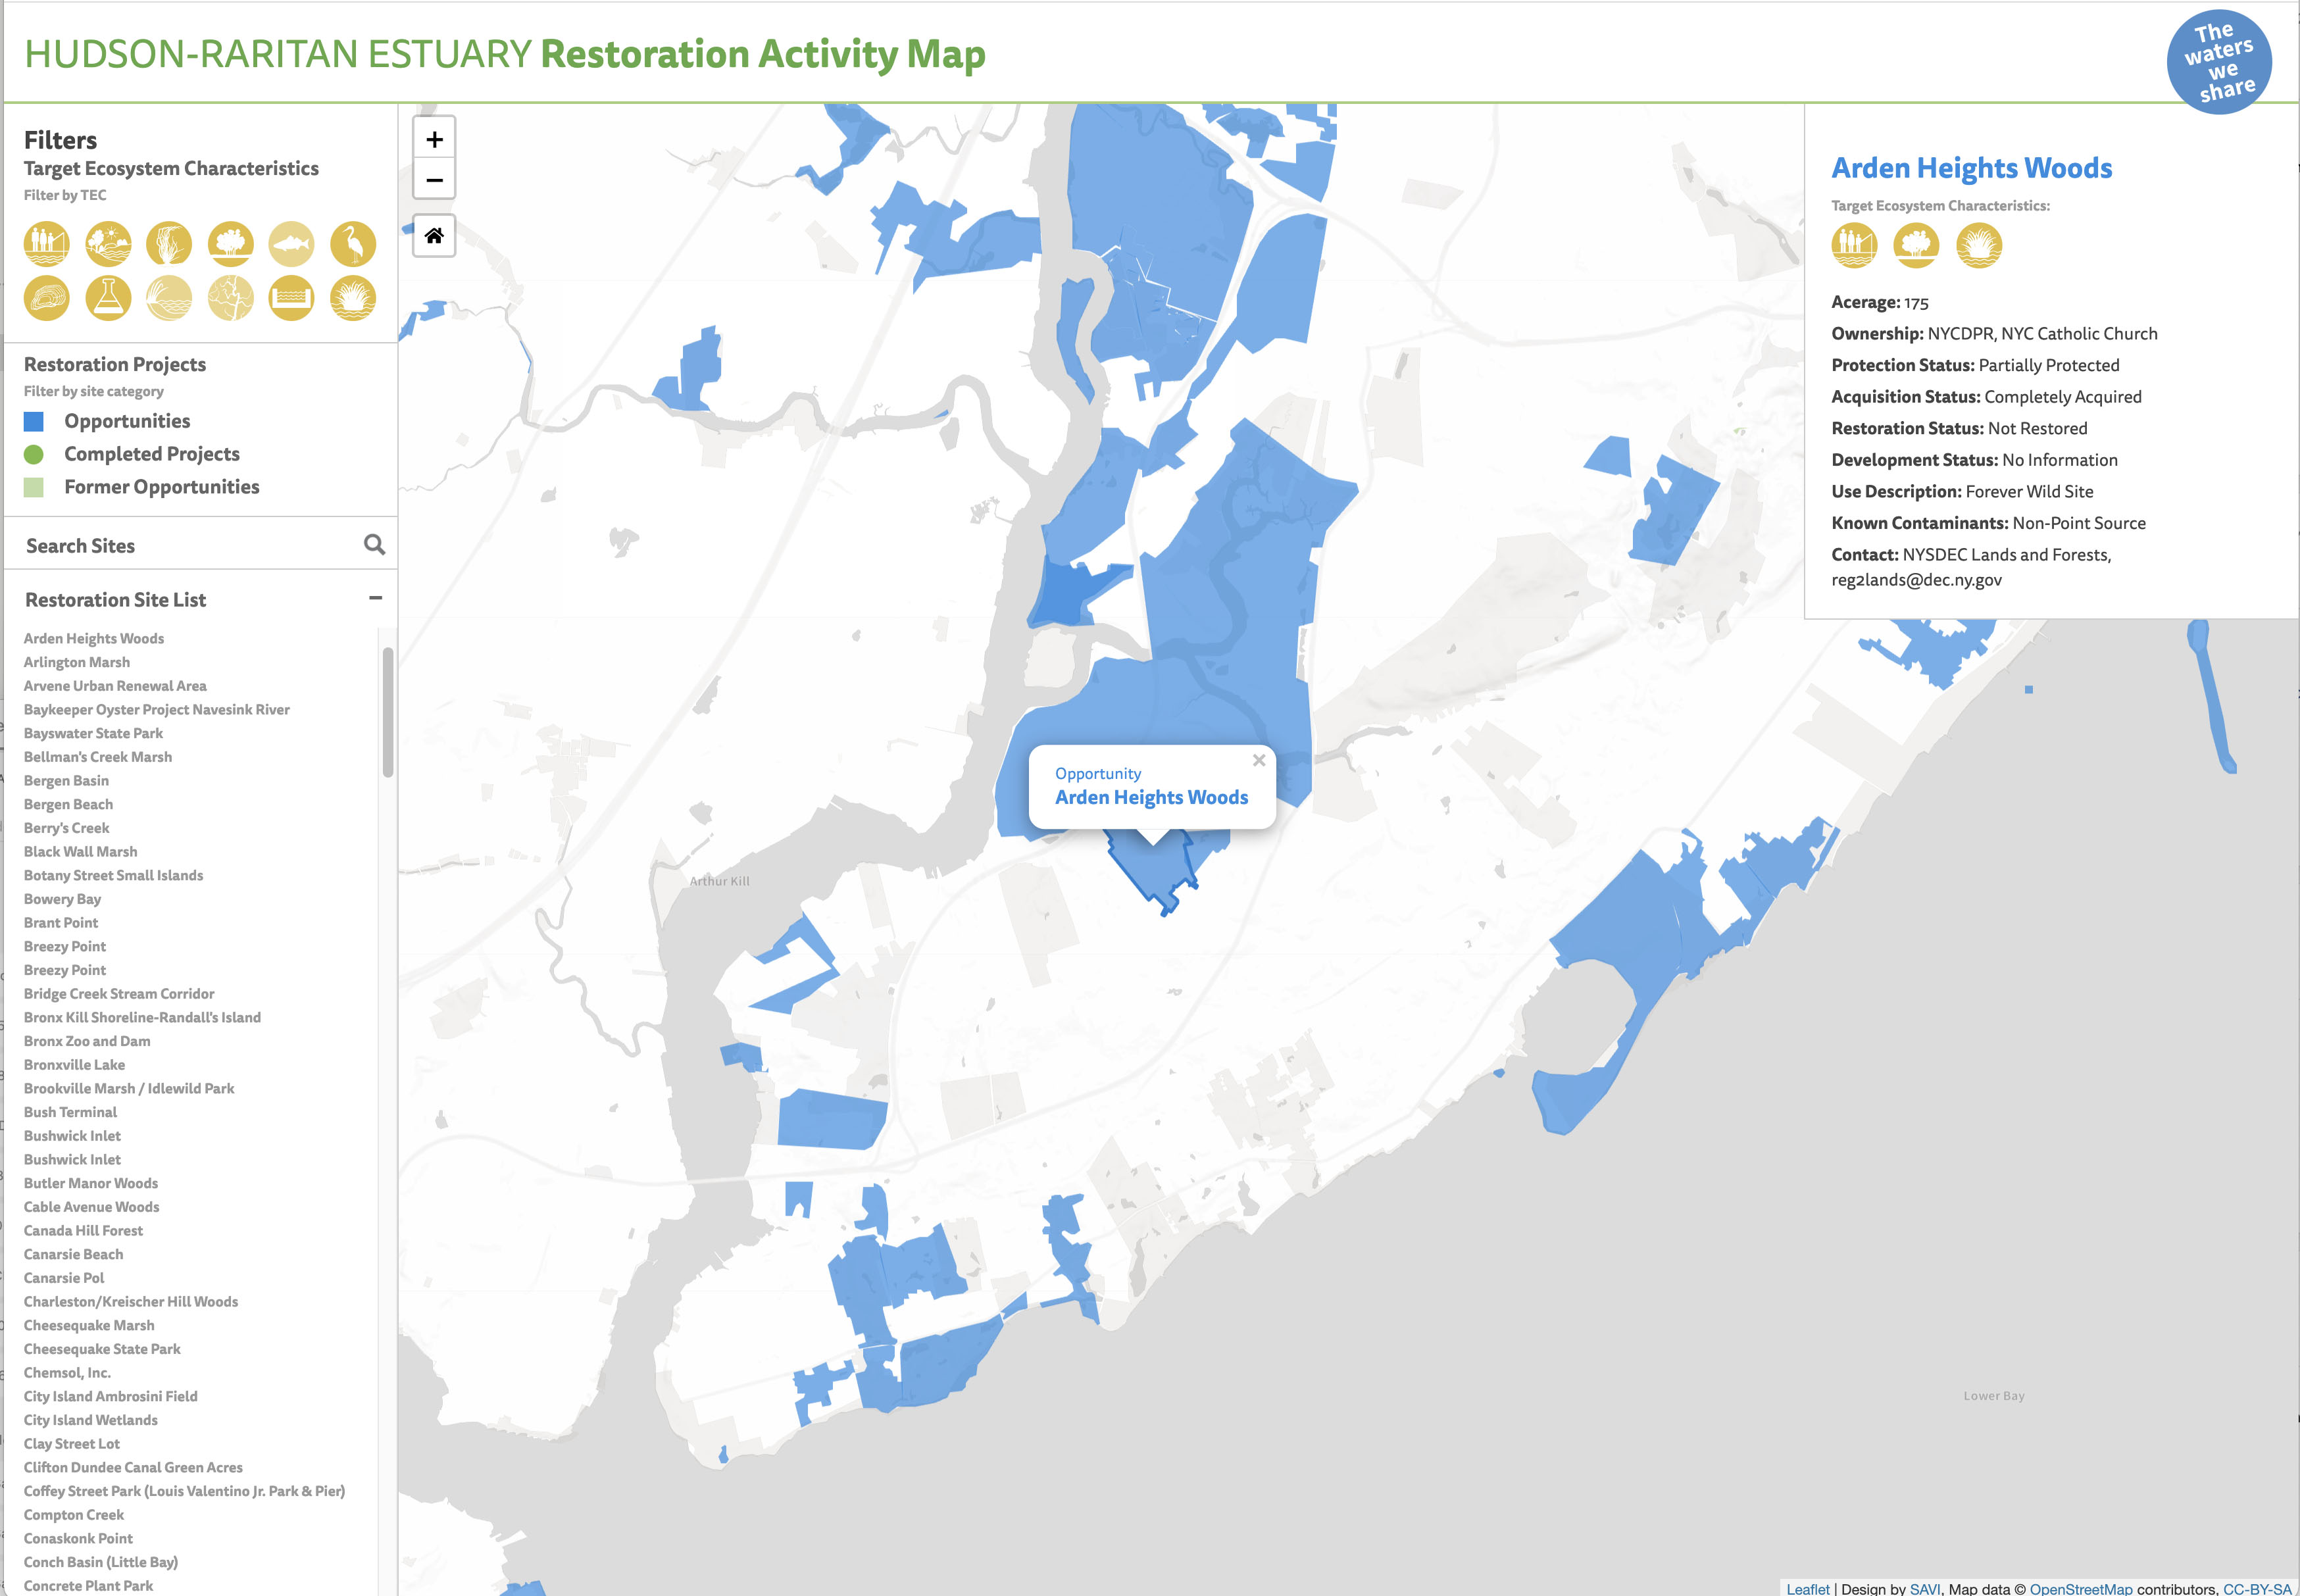 HUDSON-RARITAN ESTUARY Restoration Activity Map
The
waters
we
share
Filters
Target Ecosystem Characteristics
Filter by TEC
Restoration Projects
Filter by site category
Opportunities
Completed Projects
Former Opportunities
Search Sites
Restoration Site List
Arden Heights Woods
Arlington Marsh
Arvene Urban Renewal Area
Baykeeper Oyster Project Navesink River
Bayswater State Park
Bellman's Creek Marsh
Bergen Basin
Bergen Beach
Berry's Creek
Black Wall Marsh
Botany Street Small Islands
Bowery Bay
Brant Point
Breezy Point
Breezy Point
Bridge Creek Stream Corridor
Bronx Kill Shoreline-Randall's Island
Bronx Zoo and Dam
Bronxville Lake
Brookville Marsh / Idlewild Park
Bush Terminal
Bushwick Inlet
Bushwick Inlet
Butler Manor Woods
Cable Avenue Woods
Canada Hill Forest
Canarsie Beach
Canarsie Pol
Charleston/Kreischer Hill Woods
Cheesequake Marsh
Cheesequake State Park
Chemsol, Inc.
City Island Ambrosini Field
City Island Wetlands
Clay Street Lot
Clifton Dundee Canal Green Acres
Coffey Street Park (Louis Valentino Jr. Park & Pier)
Compton Creek
Conaskonk Point
Conch Basin (Little Bay)
Concrete Plant Park
+
−
Opportunity
Arden Heights Woods
×
Arthur Kill
Lower Bay
Arden Heights Woods
Target Ecosystem Characteristics:
Acerage: 175
Ownership: NYCDPR, NYC Catholic Church
Protection Status: Partially Protected
Acquisition Status: Completely Acquired
Restoration Status: Not Restored
Development Status: No Information
Use Description: Forever Wild Site
Known Contaminants: Non-Point Source
Contact: NYSDEC Lands and Forests,
reg2lands@dec.ny.gov
Leaflet | Design by SAVI, Map data © OpenStreetMap contributors, CC-BY-SA